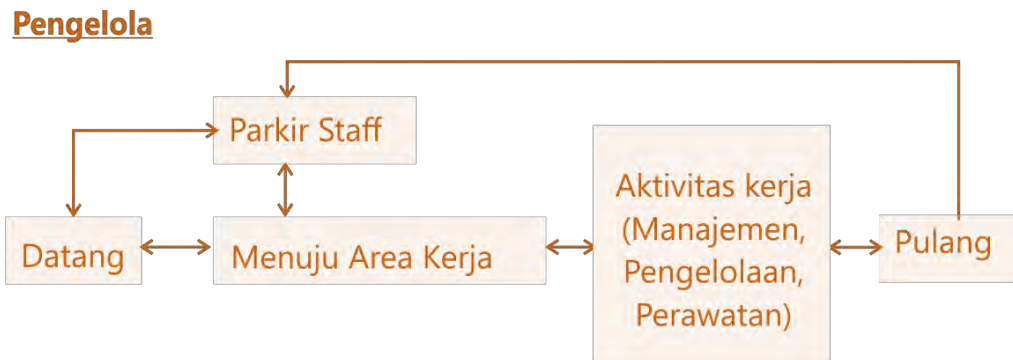 Pengelola
Parkir Staff
Datang
Menuju Area Kerja
Aktivitas kerja
(Manajemen,
Pengelolaan,
Perawatan)
Pulang